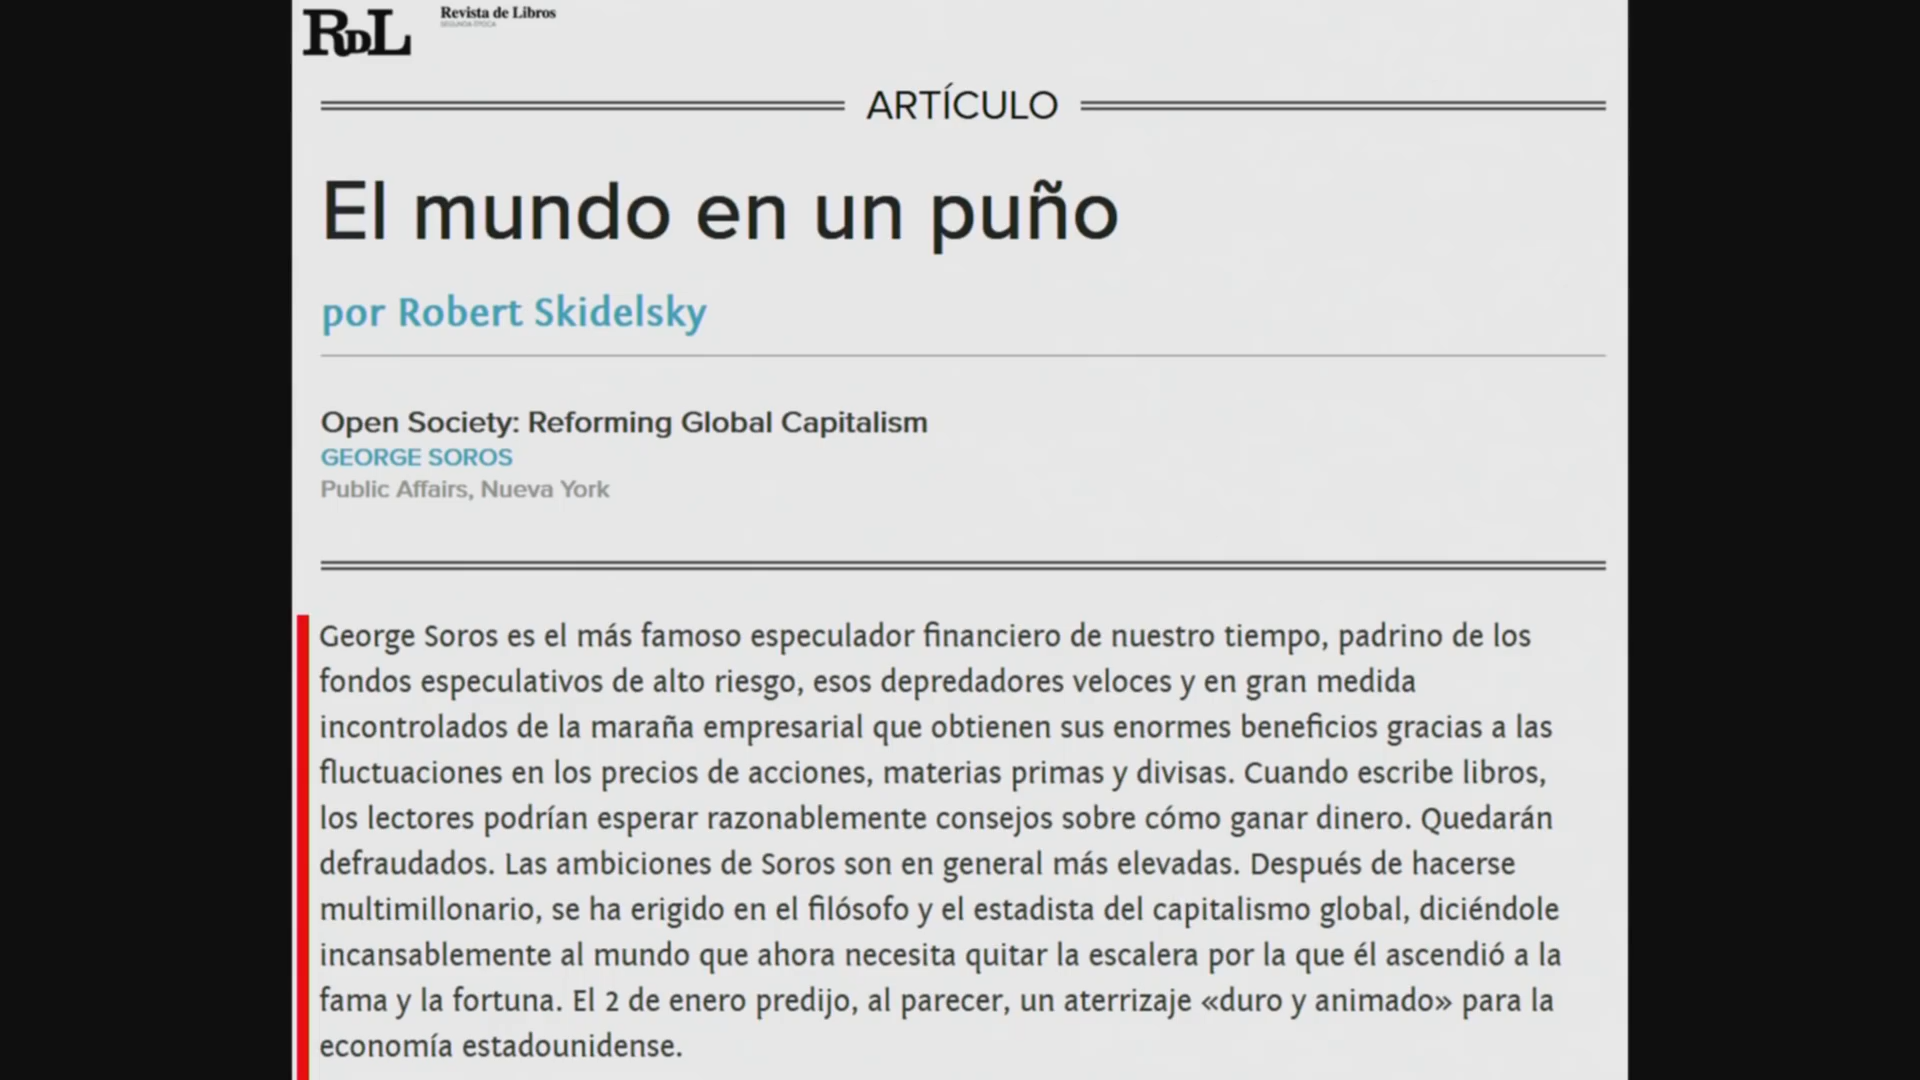 RDL
Revista de Libros
SEGUNDA ÉPOCA
ARTÍCULO
El mundo en un puño
por Robert Skidelsky
Open Society: Reforming Global Capitalism
GEORGE SOROS
Public Affairs, Nueva York
George Soros es el más famoso especulador financiero de nuestro tiempo, padrino de los
fondos especulativos de alto riesgo, esos depredadores veloces y en gran medida
incontrolados de la maraña empresarial que obtienen sus enormes beneficios gracias a las
fluctuaciones en los precios de acciones, materias primas y divisas. Cuando escribe libros,
los lectores podrían esperar razonablemente consejos sobre cómo ganar dinero. Quedarán
defraudados. Las ambiciones de Soros son en general más elevadas. Después de hacerse
multimillonario, se ha erigido en el filósofo y el estadista del capitalismo global, diciéndole
incansablemente al mundo que ahora necesita quitar la escalera por la que él ascendió a la
fama y la fortuna. El 2 de enero predijo, al parecer, un aterrizaje «duro y animado» para la
economía estadounidense.